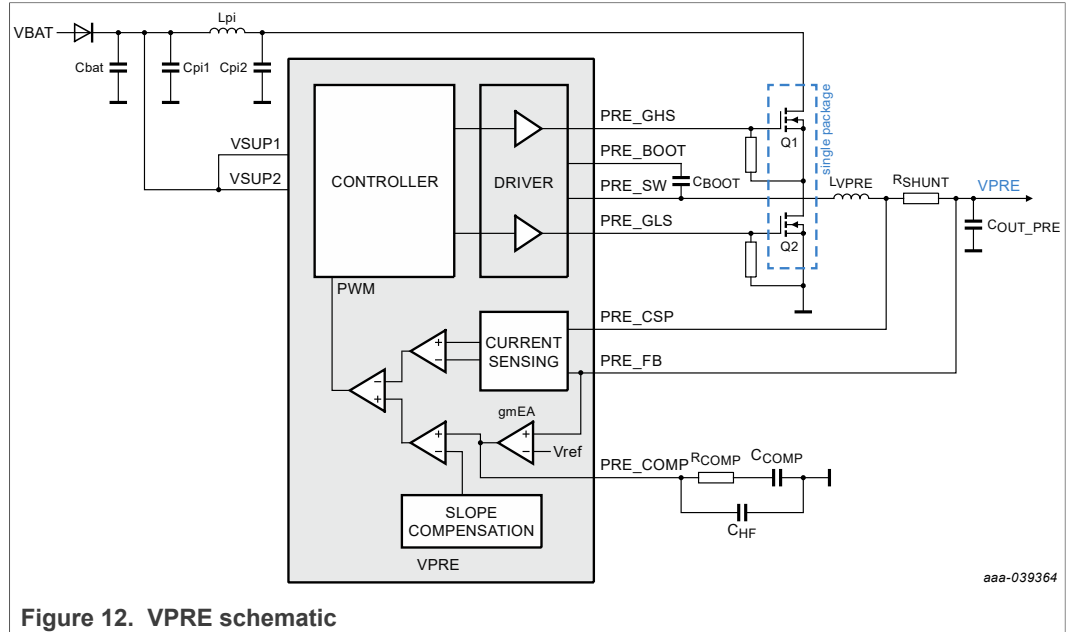 VBAT
Lpi
Cbat
Cpi1
Cpi2
VSUP1
VSUP2
CONTROLLER
DRIVER
PWM
PRE_GHS
PRE_BOOT
PRE_SW
PRE_GLS
CBOOT
Q1
Q2
single package
LVPRE
RSHUNT
VPRE
COUT_PRE
PRE_CSP
PRE_FB
CURRENT
SENSING
+
−
−
+
gmEA
+
−
Vref
+
−
PRE_COMP
RCOMP
CCOMP
CHF
SLOPE
COMPENSATION
VPRE
aaa-039364
Figure 12. VPRE schematic